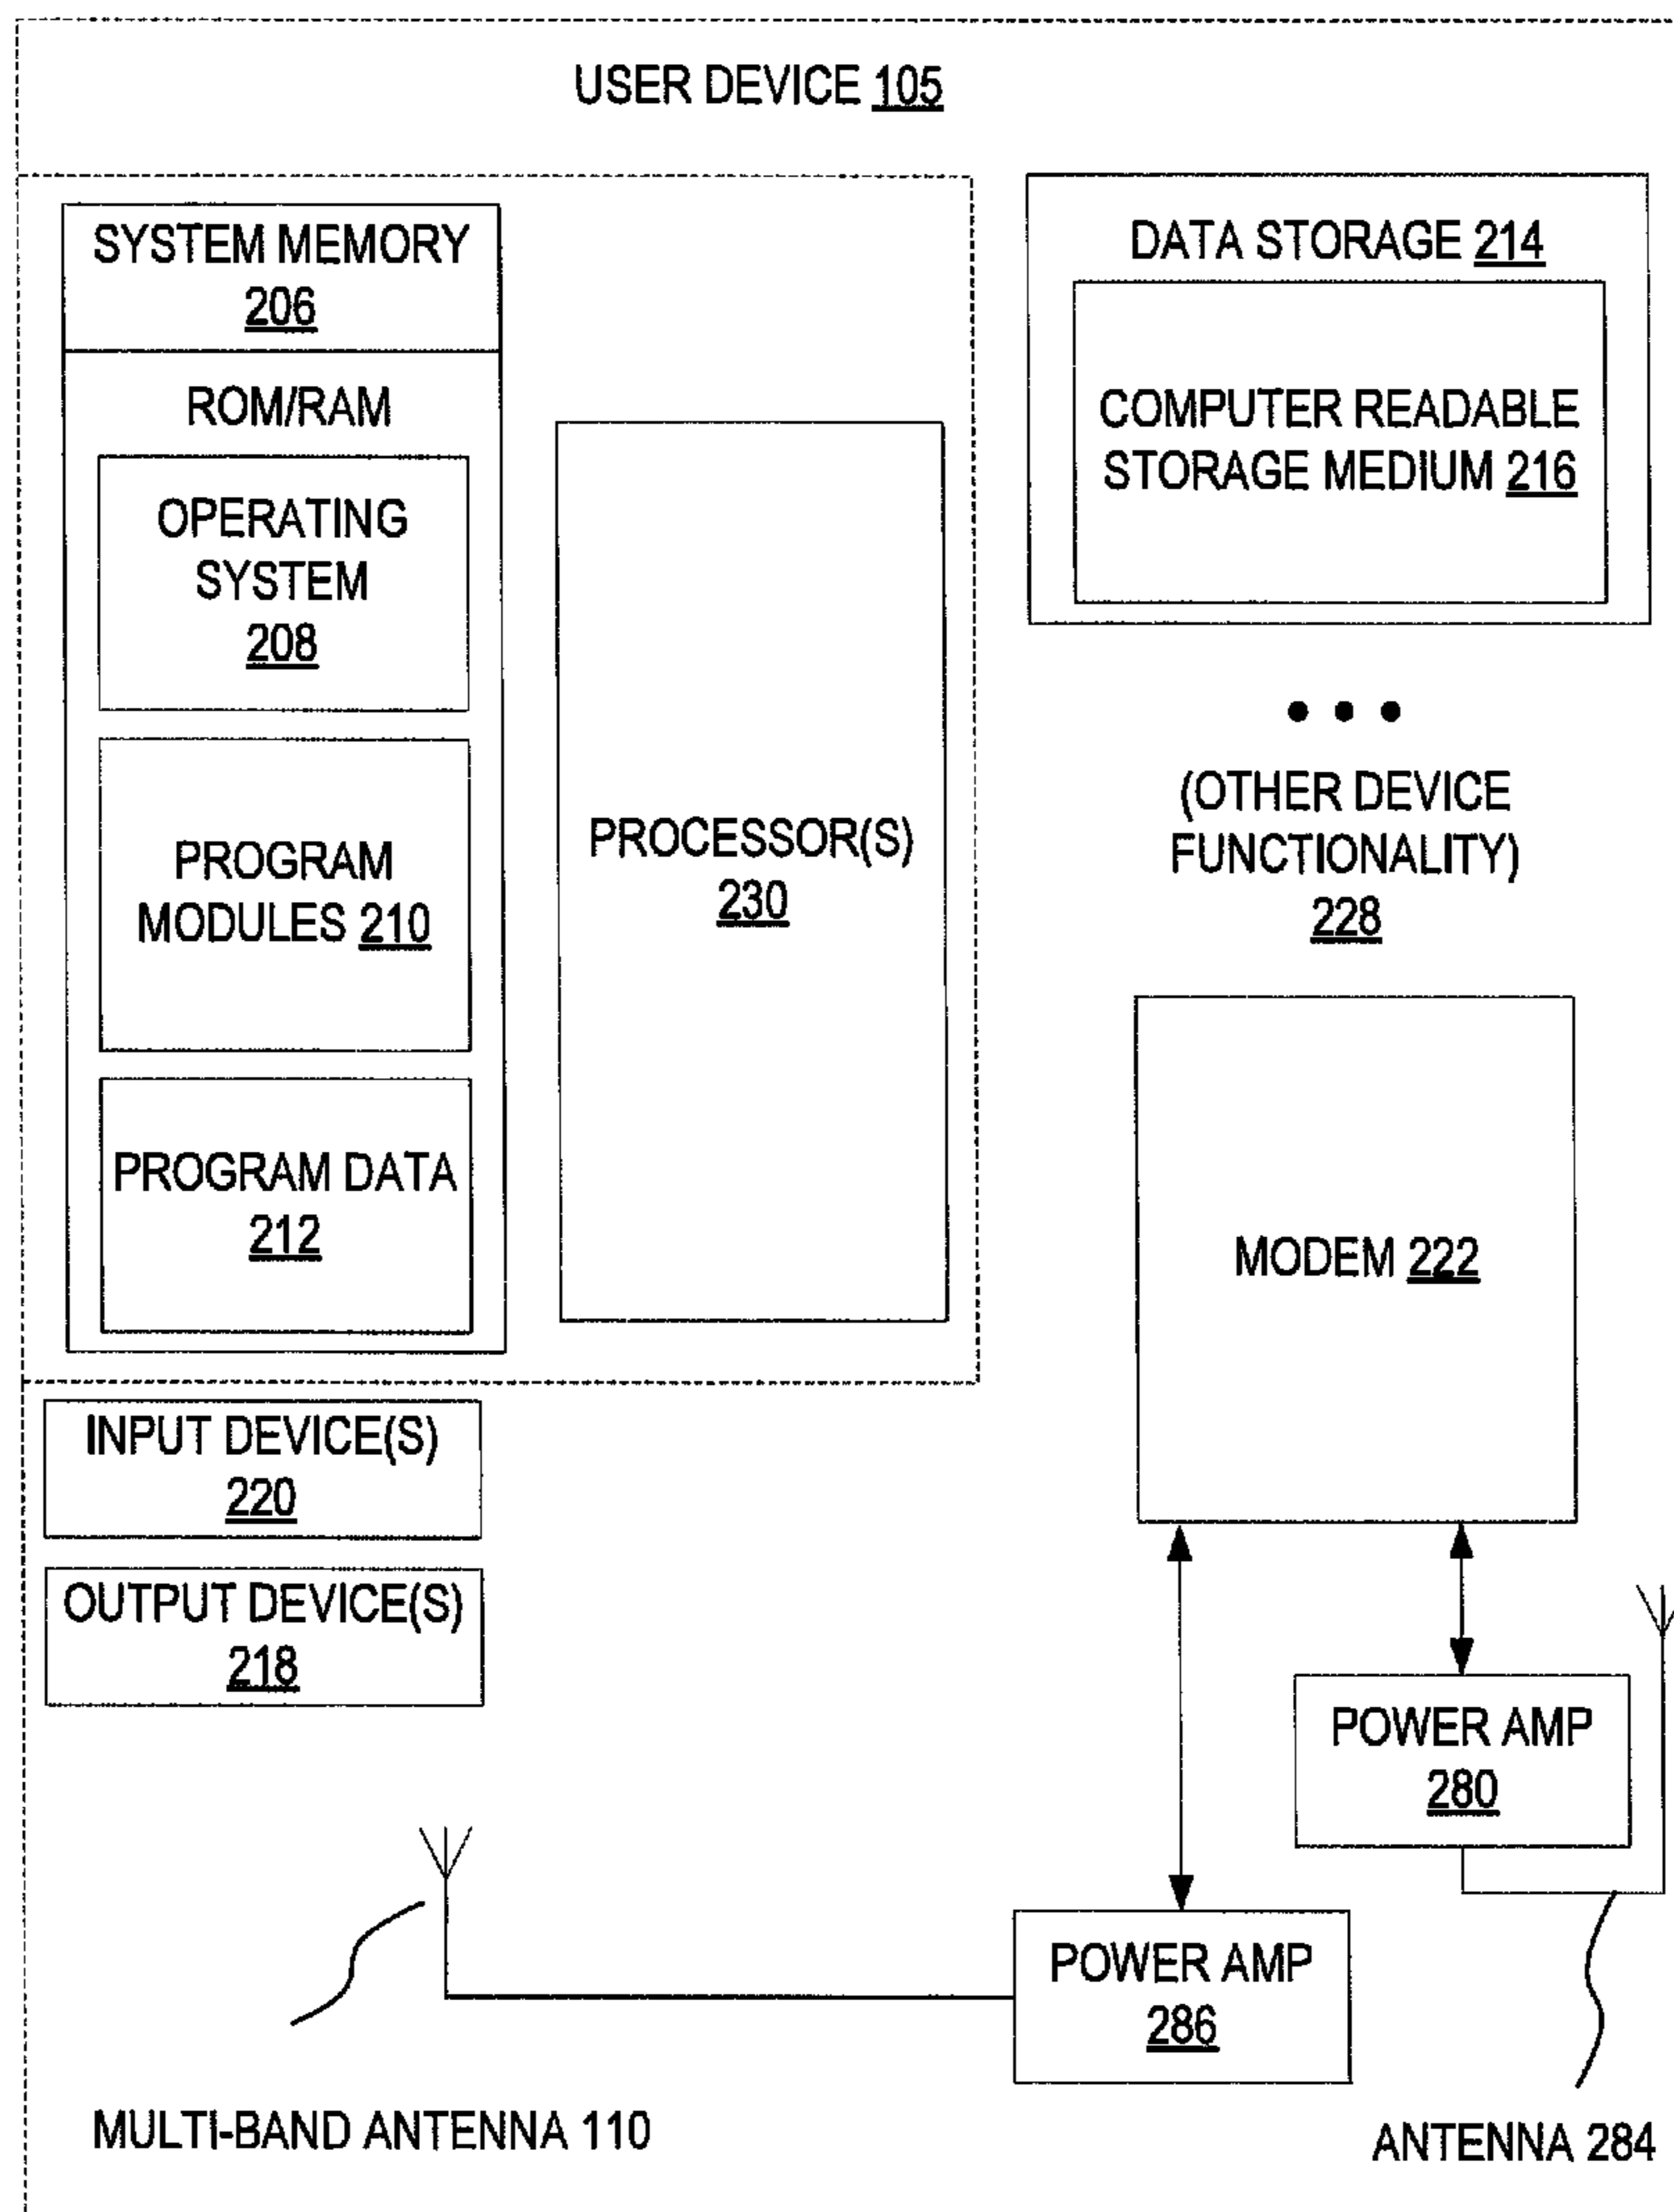 USER DEVICE 105
SYSTEM MEMORY
206
ROM/RAM
OPERATING
SYSTEM
208
PROGRAM
MODULES 210
PROGRAM DATA
212
PROCESSOR(S)
230
DATA STORAGE 214
COMPUTER READABLE
STORAGE MEDIUM 216
(OTHER DEVICE
FUNCTIONALITY)
228
MODEM 222
INPUT DEVICE(S)
220
OUTPUT DEVICE(S)
218
POWER AMP
280
POWER AMP
286
MULTI-BAND ANTENNA 110
ANTENNA 284